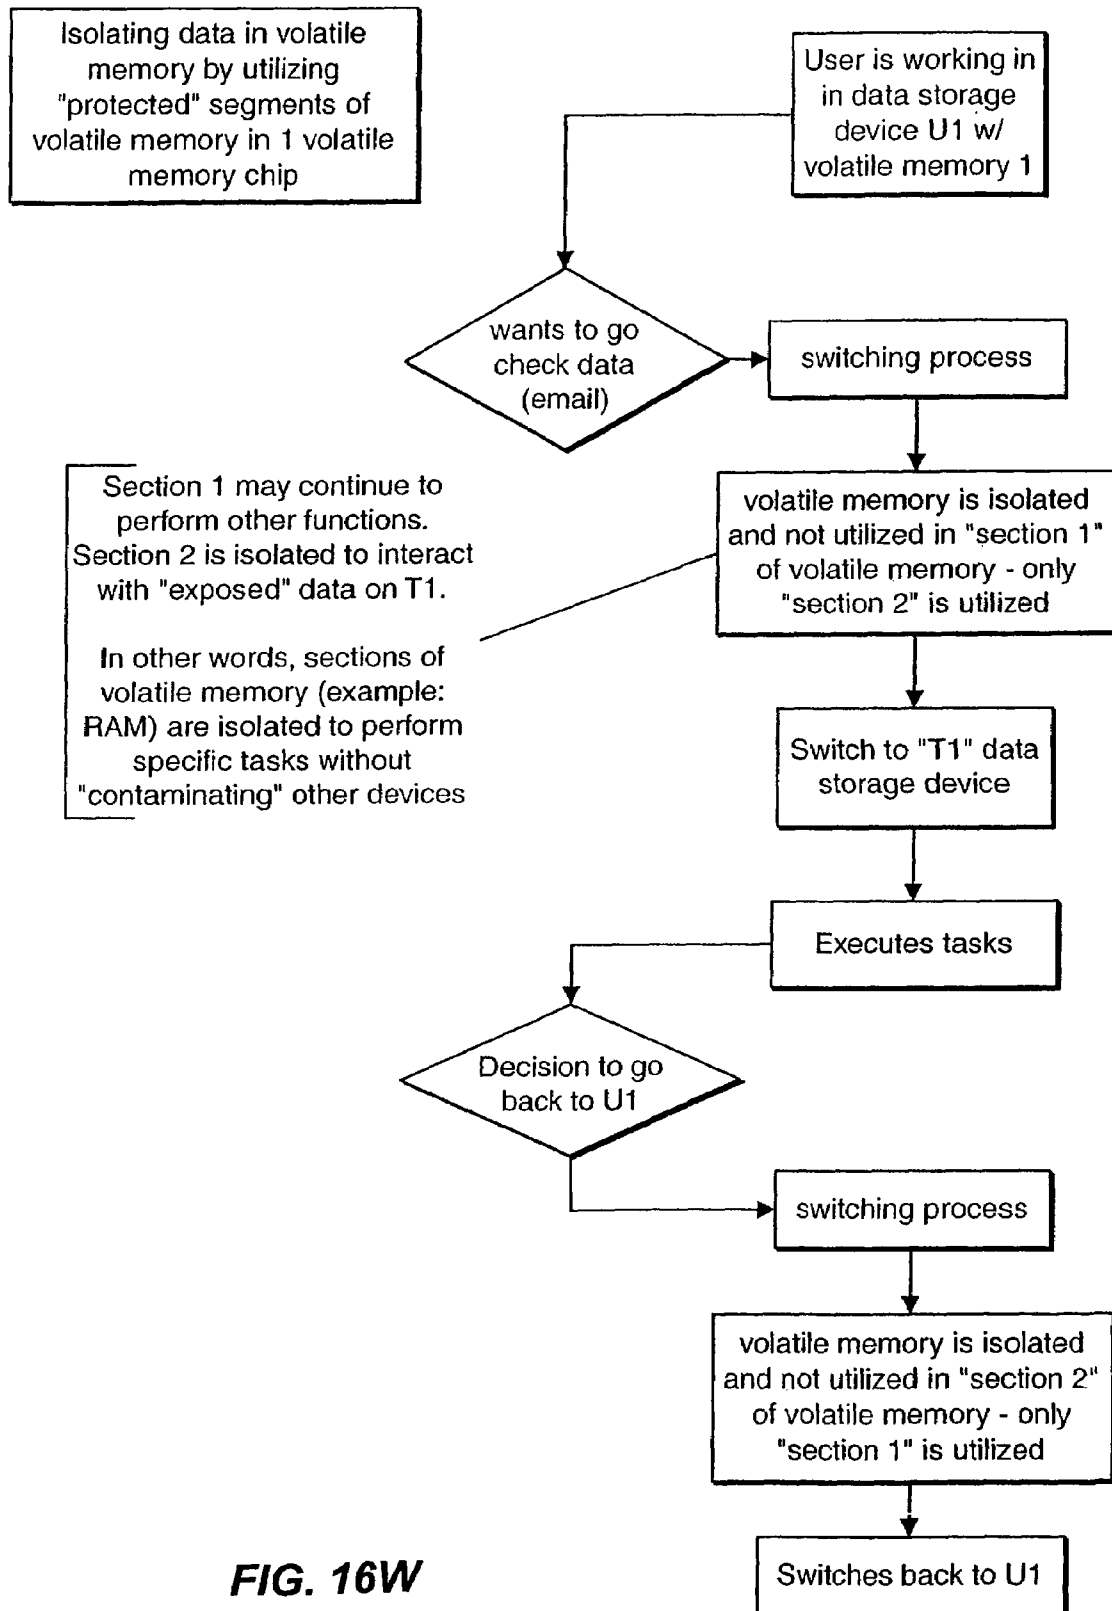 Isolating data in volatile
memory by utilizing
"protected" segments of
volatile memory in 1 volatile
memory chip
User is working in
in data storage
device U1 w/
volatile memory 1
wants to go
check data
(email)
switching process
Section 1 may continue to
perform other functions.
Section 2 is isolated to interact
with "exposed" data on T1.
In other words, sections of
volatile memory (example:
RAM) are isolated to perform
specific tasks without
"contaminating" other devices
volatile memory is isolated
and not utilized in "section 1"
of volatile memory - only
"section 2" is utilized
Switch to "T1" data
storage device
Executes tasks
Decision to go
back to U1
switching process
volatile memory is isolated
and not utilized in "section 2"
of volatile memory - only
"section 1" is utilized
Switches back to U1
FIG. 16W